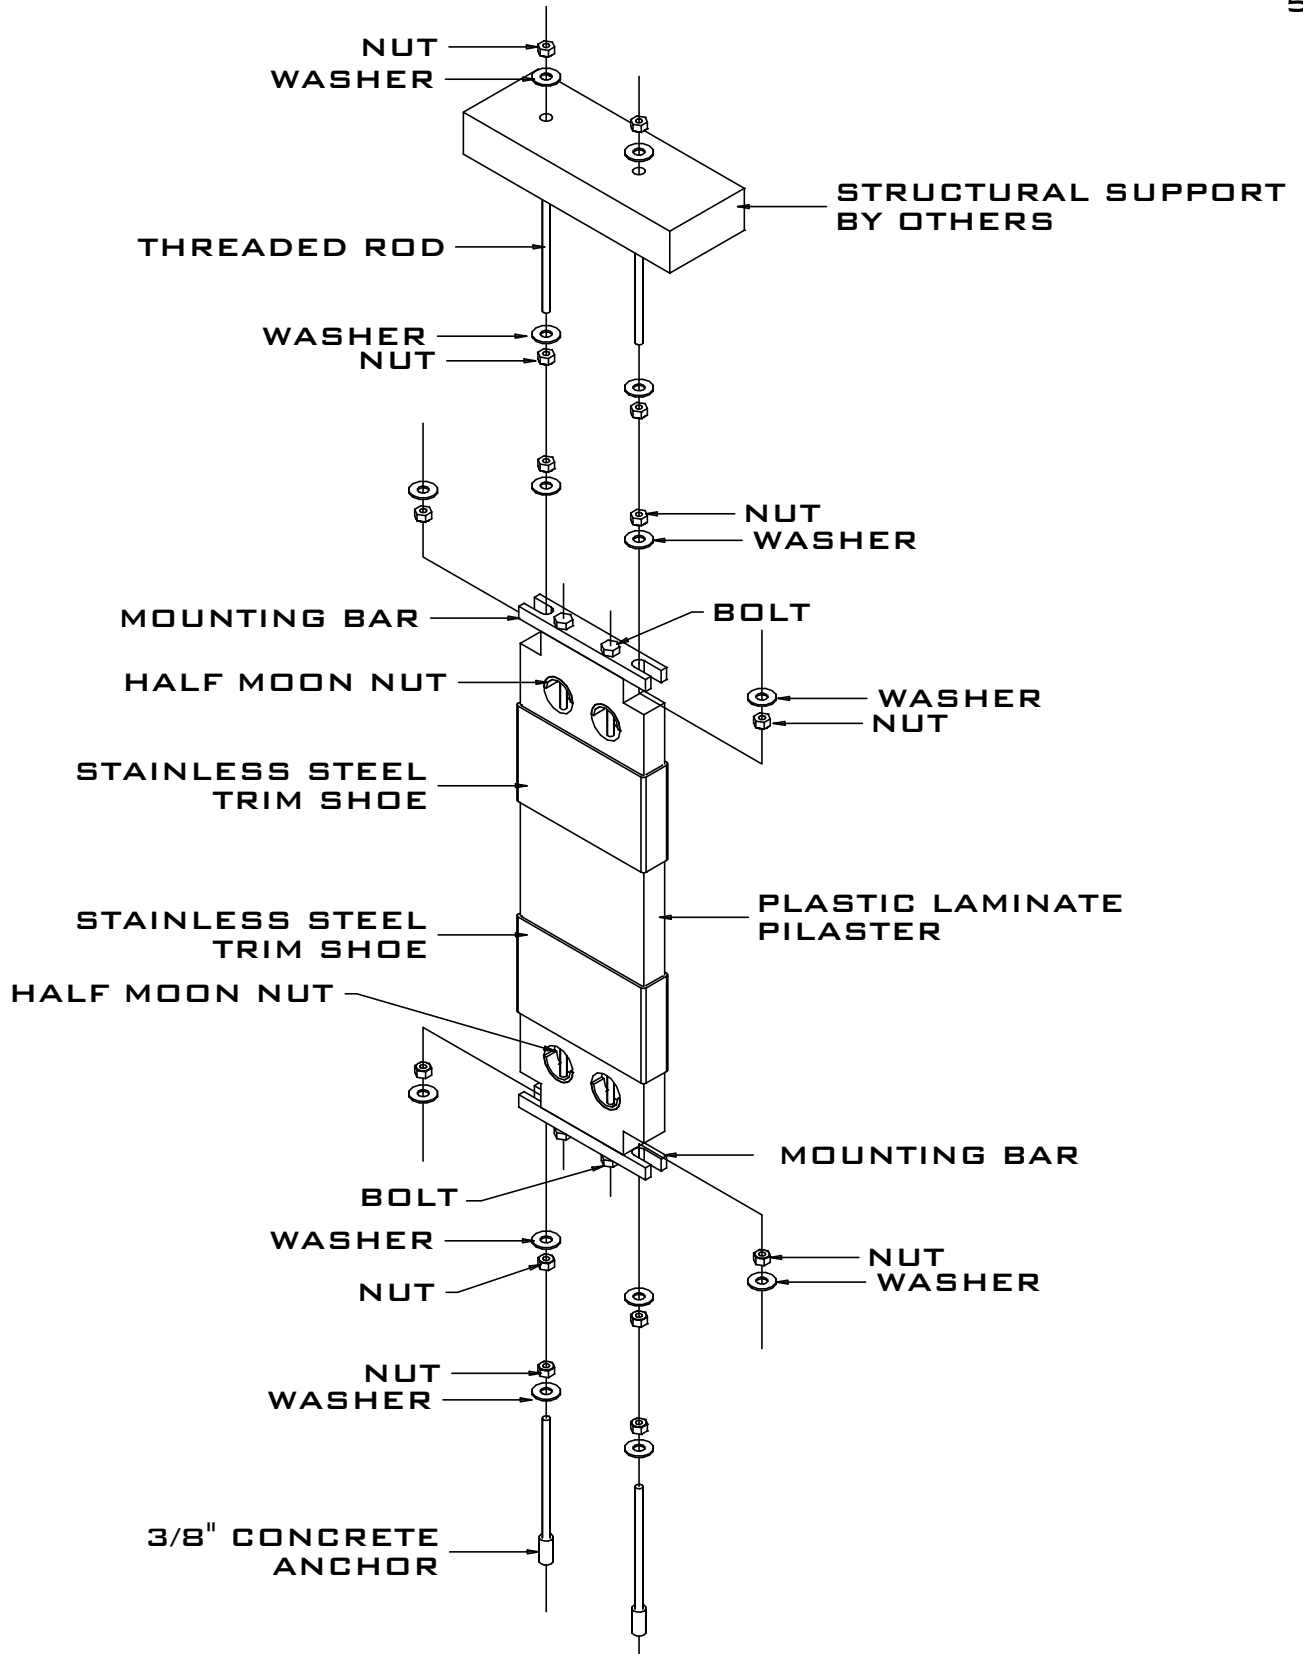 NUT
WASHER
STRUCTURAL SUPPORT
BY OTHERS
THREADED ROD
WASHER
NUT
NUT
WASHER
MOUNTING BAR
BOLT
HALF MOON NUT
WASHER
NUT
STAINLESS STEEL
TRIM SHOE
PLASTIC LAMINATE
PILASTER
STAINLESS STEEL
TRIM SHOE
HALF MOON NUT
MOUNTING BAR
BOLT
WASHER
NUT
NUT
WASHER
NUT
WASHER
3/8" CONCRETE
ANCHOR